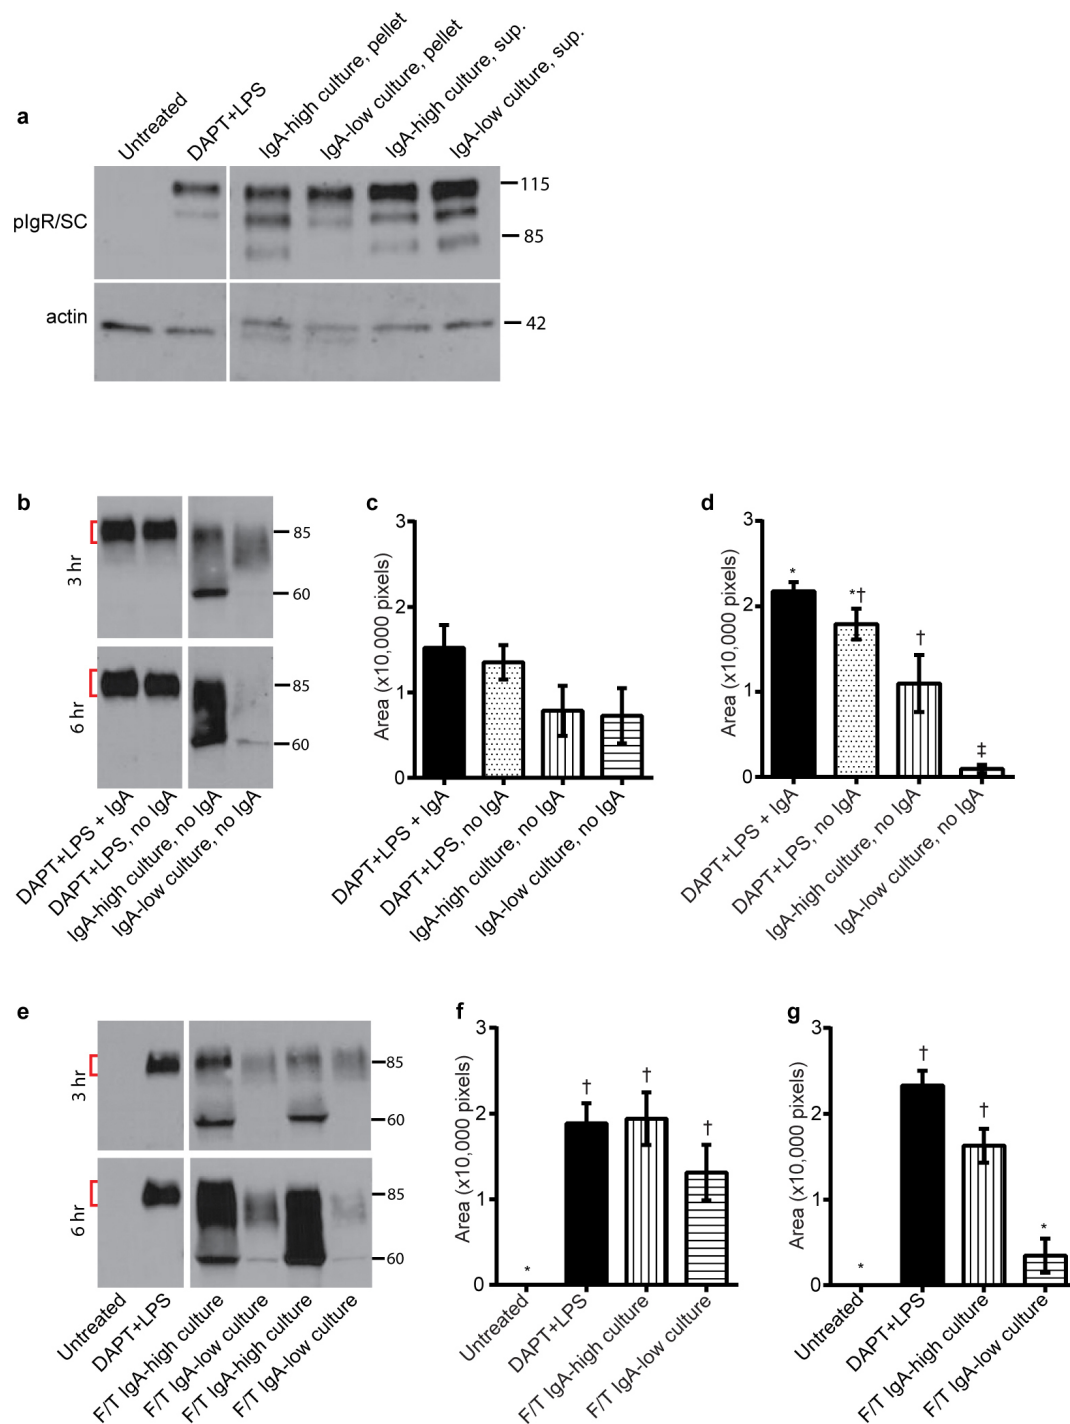 a
Untreated
DAPT+LPS
IgA-high culture, pellet
IgA-low culture, pellet
IgA-high culture, sup.
IgA-low culture, sup.
pIgR/SC
115
85
actin
42
b
3 hr
85
60
6 hr
85
60
DAPT+LPS + IgA
DAPT+LPS, no IgA
IgA-high culture, no IgA
IgA-low culture, no IgA
c
Area (x10,000 pixels)
3
2
1
0
DAPT+LPS + IgA
DAPT+LPS, no IgA
IgA-high culture, no IgA
IgA-low culture, no IgA
d
Area (x10,000 pixels)
3
2
1
0
*
*†
†
‡
DAPT+LPS + IgA
DAPT+LPS, no IgA
IgA-high culture, no IgA
IgA-low culture, no IgA
e
3 hr
85
60
6 hr
85
60
Untreated
DAPT+LPS
F/T IgA-high culture
F/T IgA-low culture
F/T IgA-high culture
F/T IgA-low culture
f
Area (x10,000 pixels)
3
2
1
0
*
†
†
†
Untreated
DAPT+LPS
F/T IgA-high culture
F/T IgA-low culture
g
Area (x10,000 pixels)
3
2
1
0
*
†
†
*
Untreated
DAPT+LPS
F/T IgA-high culture
F/T IgA-low culture